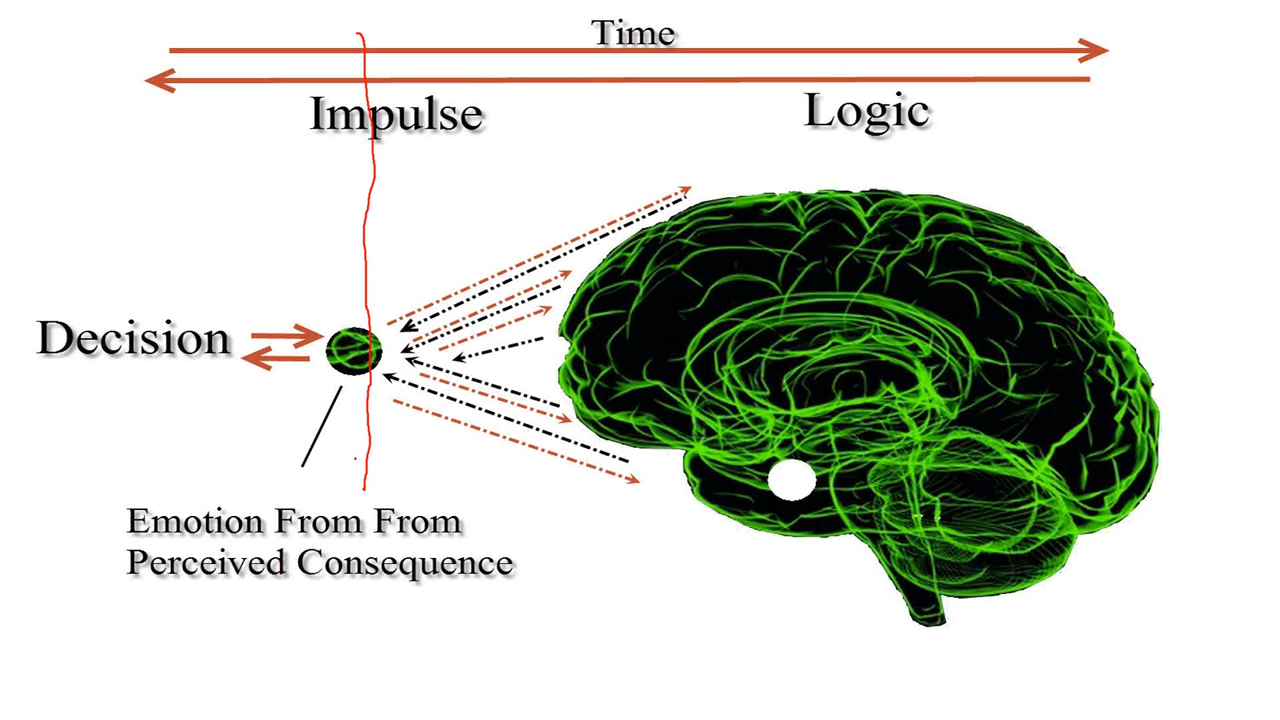 Time
Impulse
Logic
Decision
Emotion From From
Perceived Consequence